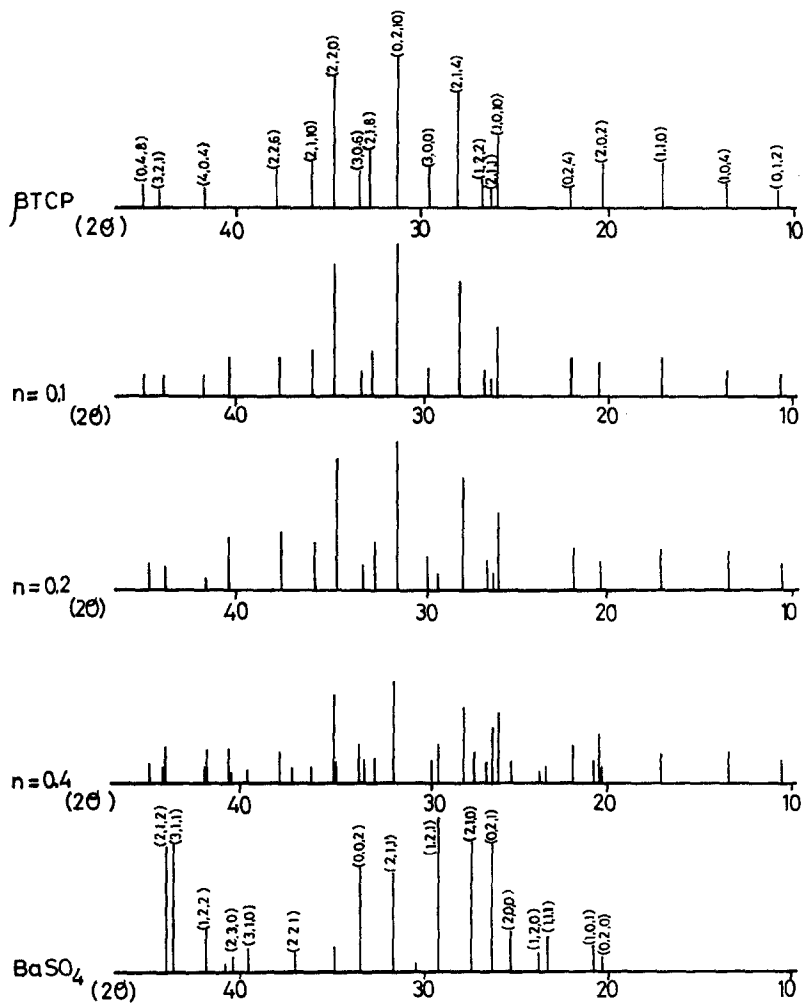 (0,4,8) (3,2,1) (4,0,4) (2,2,6) (2,1,10) (2,2,0) (3,0,6) (2,1,8) (0,2,10) (3,0,0) (2,1,4) (1,2,2) (2,1,1) (1,0,10) (0,2,4) (2,0,2) (1,1,0) (1,0,4) (0,1,2)
βTCP
(2θ) 40 30 20 10
n= 0,1
(2θ) 40 30 20 10
n=0,2
(2θ) 40 30 20 10
n=0,4
(2θ) 40 30 20 10
(2,1,2) (3,1,1) (1,2,2) (2,3,0) (3,1,0) (2 2 1) (0,0,2) (2,1,1) (1,2,1) (2,1,0) (0,2,1) (2,0,0) (1,2,0) (1,1,1) (1,0,1) (0,2,0)
BaSO4
(2θ) 40 30 20 10